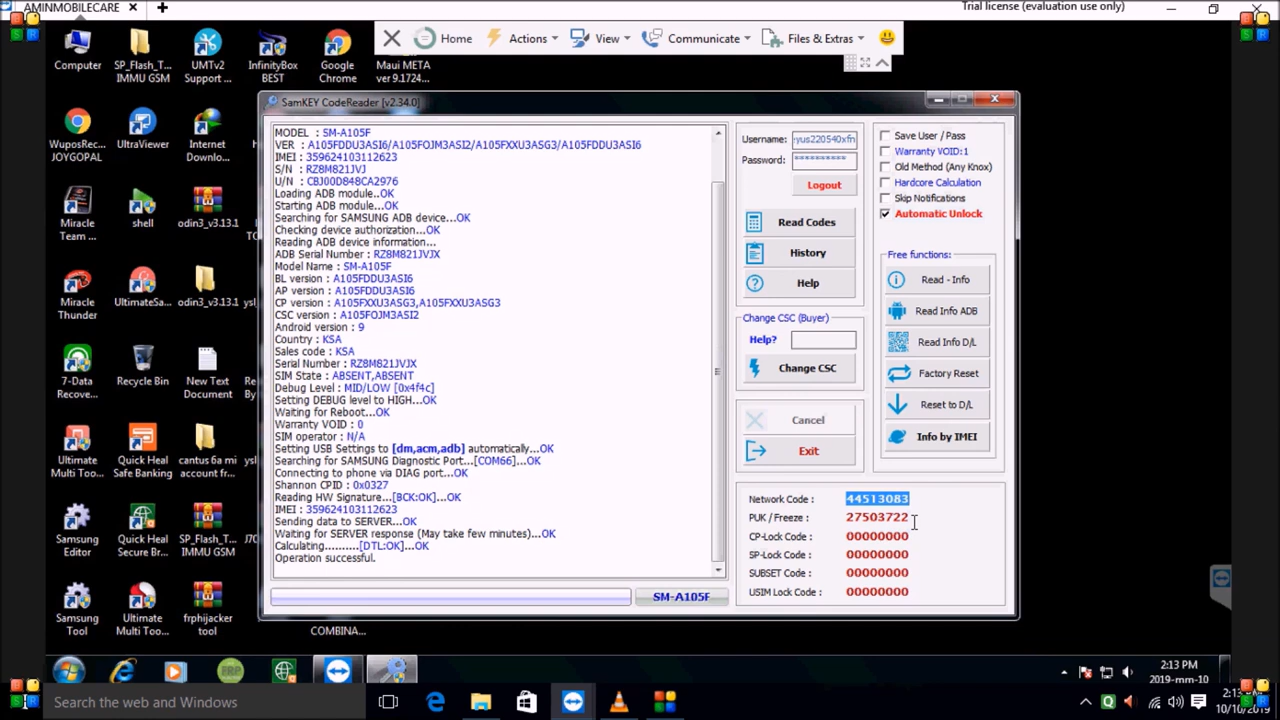 AMINMOBILECARE
Trial license (evaluation use only)
Home
Actions
View
Communicate
Files & Extras
Computer
SP_Flash_T...
IMMU GSM
UMTv2
Support ...
InfinityBox
BEST
Google
Chrome
Maui META
ver 9.1724...
WuposRec...
JOYGOPAL
UltraViewer
Internet
Downlo...
Miracle
Team ...
shell
odin3_v3.13.1
Miracle
Thunder
UltimateSa...
odin3_v3.13.1
ysl
7-Data
Recove...
Recycle Bin
New Text
Document
Re
By
Ultimate
Multi Too...
Quick Heal
Safe Banking
cantus 6a mi
account fr...
ysl
Samsung
Editor
Quick Heal
Secure Br...
SP_Flash_T...
IMMU GSM
Samsung
Tool
Ultimate
Multi Too...
frphijacker
tool
COMBINA...
SamKEY CodeReader [v2.34.0]
MODEL : SM-A105F
VER : A105FDDU3ASI6/A105FOJM3ASI2/A105FXXU3ASG3/A105FDDU3ASI6
IMEI : 359624103112623
S/N : RZ8M821JVJ
U/N : CBJ00D848CA2976
Loading ADB module..OK
Starting ADB module..OK
Searching for SAMSUNG ADB device...OK
Checking device authorization...OK
Reading ADB device information...
ADB Serial Number : RZ8M821JVJX
Model Name : SM-A105F
BL version : A105FDDU3ASI6
AP version : A105FDDU3ASI6
CP version : A105FXXU3ASG3,A105FXXU3ASG3
CSC version : A105FOJM3ASI2
Android version : 9
Country : KSA
Sales code : KSA
Serial Number : RZ8M821JVJX
SIM State : ABSENT,ABSENT
Debug Level : MID/LOW [0x4f4c]
Setting DEBUG level to HIGH...OK
Waiting for Reboot...OK
Warranty VOID : 0
SIM operator : N/A
Setting USB Settings to [dm,acm,adb] automatically...OK
Searching for SAMSUNG Diagnostic Port...[COM66]...OK
Connecting to phone via DIAG port...OK
Shannon CPID : 0x0327
Reading HW Signature...[BCK:OK]...OK
IMEI : 359624103112623
Sending data to SERVER...OK
Waiting for SERVER response (May take few minutes)...OK
Calculating..........[DTL:OK]...OK
Operation successful.
SM-A105F
Username: yus220540xfn
Password: **********
Logout
Read Codes
History
Help
Change CSC (Buyer)
Help?
Change CSC
Cancel
Exit
Save User / Pass
Warranty VOID:1
Old Method (Any Knox)
Hardcore Calculation
Skip Notifications
Automatic Unlock
Free functions:
Read - Info
Read Info ADB
Read Info D/L
Factory Reset
Reset to D/L
Info by IMEI
Network Code : 44513083
PUK / Freeze : 27503722
CP-Lock Code : 00000000
SP-Lock Code : 00000000
SUBSET Code : 00000000
USIM Lock Code : 00000000
2:13 PM
2019-mm-10
Search the web and Windows
10/10/2019